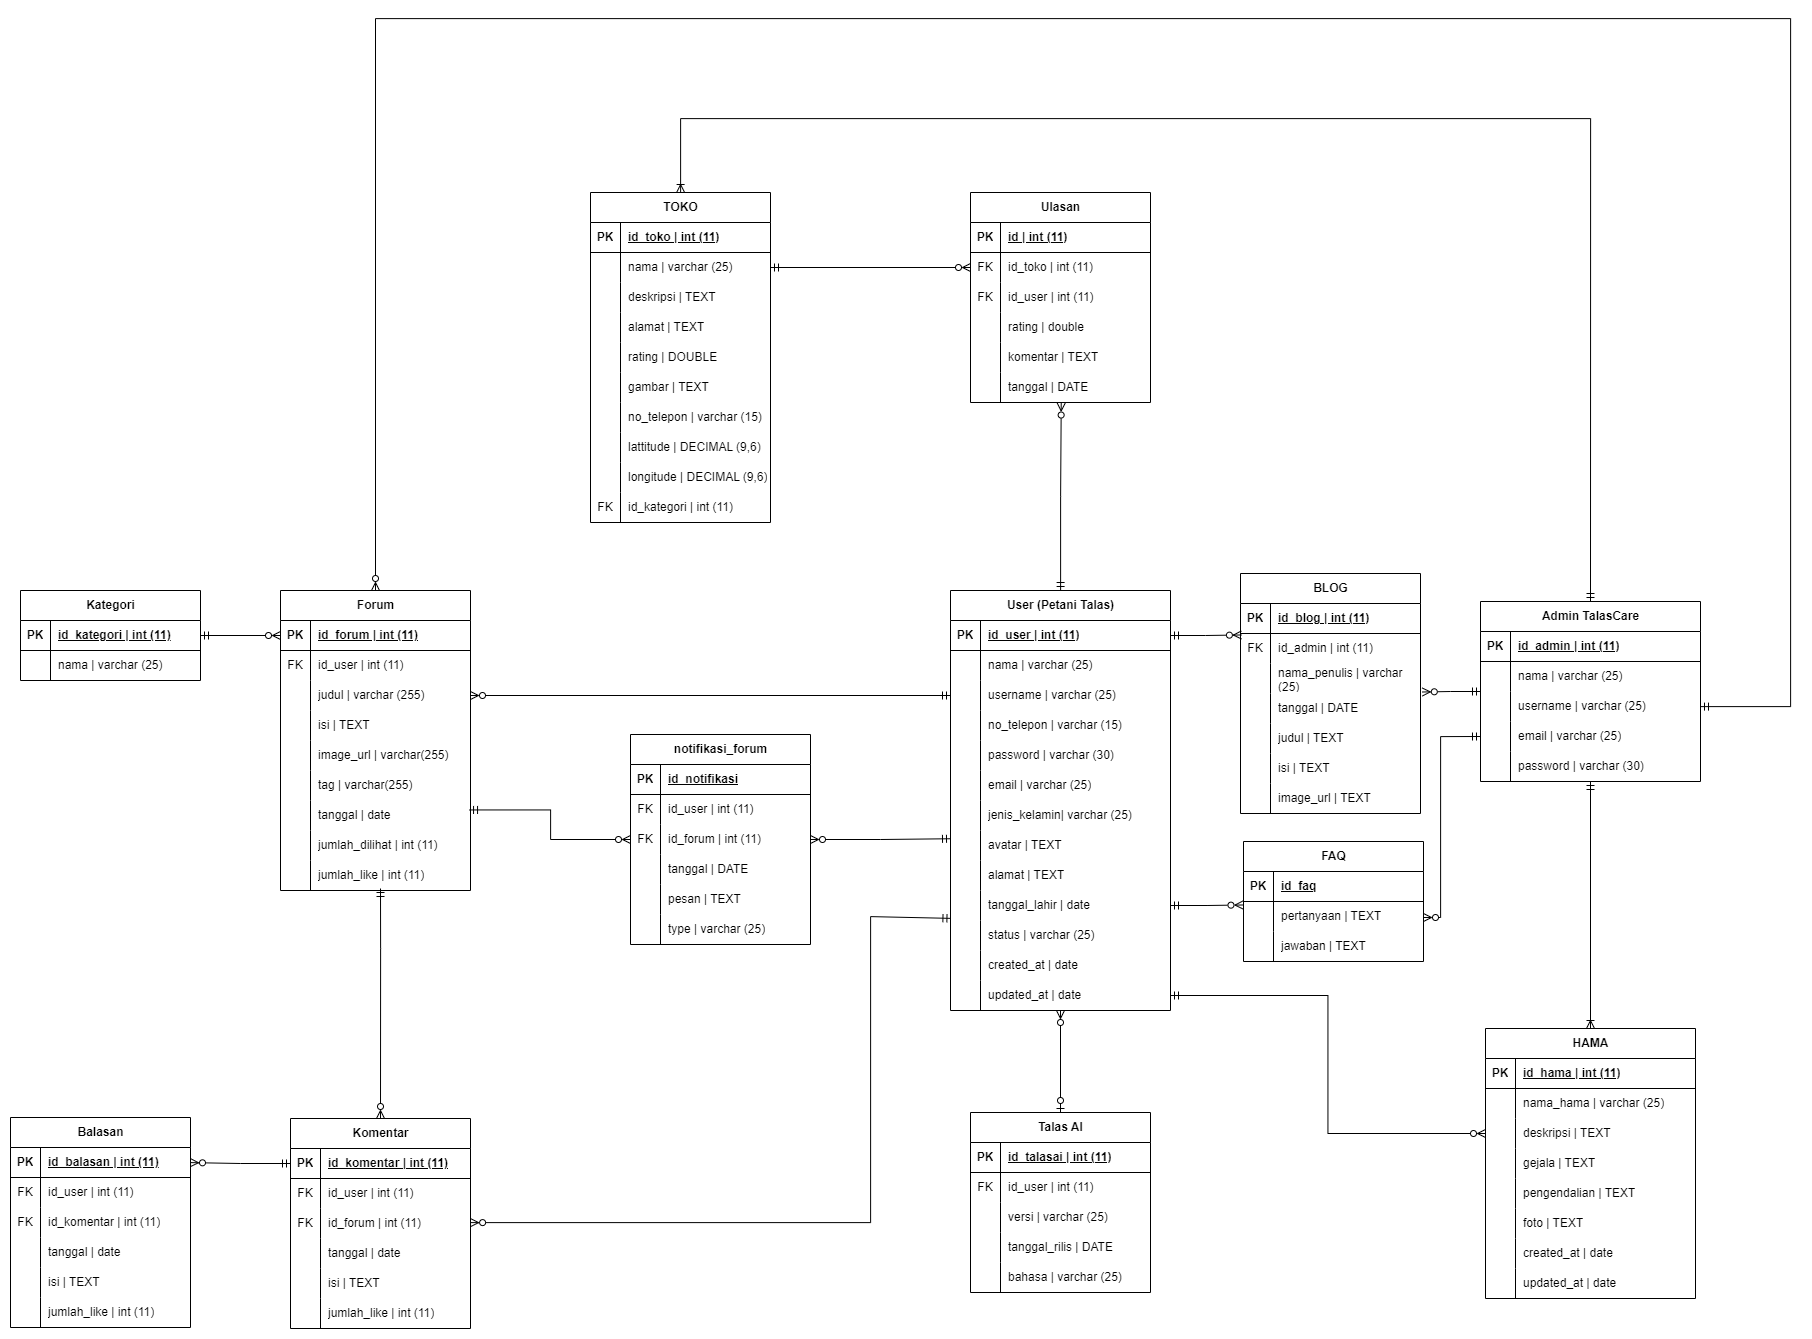 TOKO
PK id_toko | int (11)
nama | varchar (25)
deskripsi | TEXT
alamat | TEXT
rating | DOUBLE
gambar | TEXT
no_telepon | varchar (15)
lattitude | DECIMAL (9,6)
longitude | DECIMAL (9,6)
FK id_kategori | int (11)
Ulasan
PK id | int (11)
FK id_toko | int (11)
FK id_user | int (11)
rating | double
komentar | TEXT
tanggal | DATE
Kategori
PK id_kategori | int (11)
nama | varchar (25)
Forum
PK id_forum | int (11)
FK id_user | int (11)
judul | varchar (255)
isi | TEXT
image_url | varchar(255)
tag | varchar(255)
tanggal | date
jumlah_dilihat | int (11)
jumlah_like | int (11)
notifikasi_forum
PK id_notifikasi
FK id_user | int (11)
FK id_forum | int (11)
tanggal | DATE
pesan | TEXT
type | varchar (25)
User (Petani Talas)
PK id_user | int (11)
nama | varchar (25)
username | varchar (25)
no_telepon | varchar (15)
password | varchar (30)
email | varchar (25)
jenis_kelamin| varchar (25)
avatar | TEXT
alamat | TEXT
tanggal_lahir | date
status | varchar (25)
created_at | date
updated_at | date
BLOG
PK id_blog | int (11)
FK id_admin | int (11)
nama_penulis | varchar
(25)
tanggal | DATE
judul | TEXT
isi | TEXT
image_url | TEXT
Admin TalasCare
PK id_admin | int (11)
nama | varchar (25)
username | varchar (25)
email | varchar (25)
password | varchar (30)
FAQ
PK id_faq
pertanyaan | TEXT
jawaban | TEXT
HAMA
PK id_hama | int (11)
nama_hama | varchar (25)
deskripsi | TEXT
gejala | TEXT
pengendalian | TEXT
foto | TEXT
created_at | date
updated_at | date
Balasan
PK id_balasan | int (11)
FK id_user | int (11)
FK id_komentar | int (11)
tanggal | date
isi | TEXT
jumlah_like | int (11)
Komentar
PK id_komentar | int (11)
FK id_user | int (11)
FK id_forum | int (11)
tanggal | date
isi | TEXT
jumlah_like | int (11)
Talas AI
PK id_talasai | int (11)
FK id_user | int (11)
versi | varchar (25)
tanggal_rilis | DATE
bahasa | varchar (25)